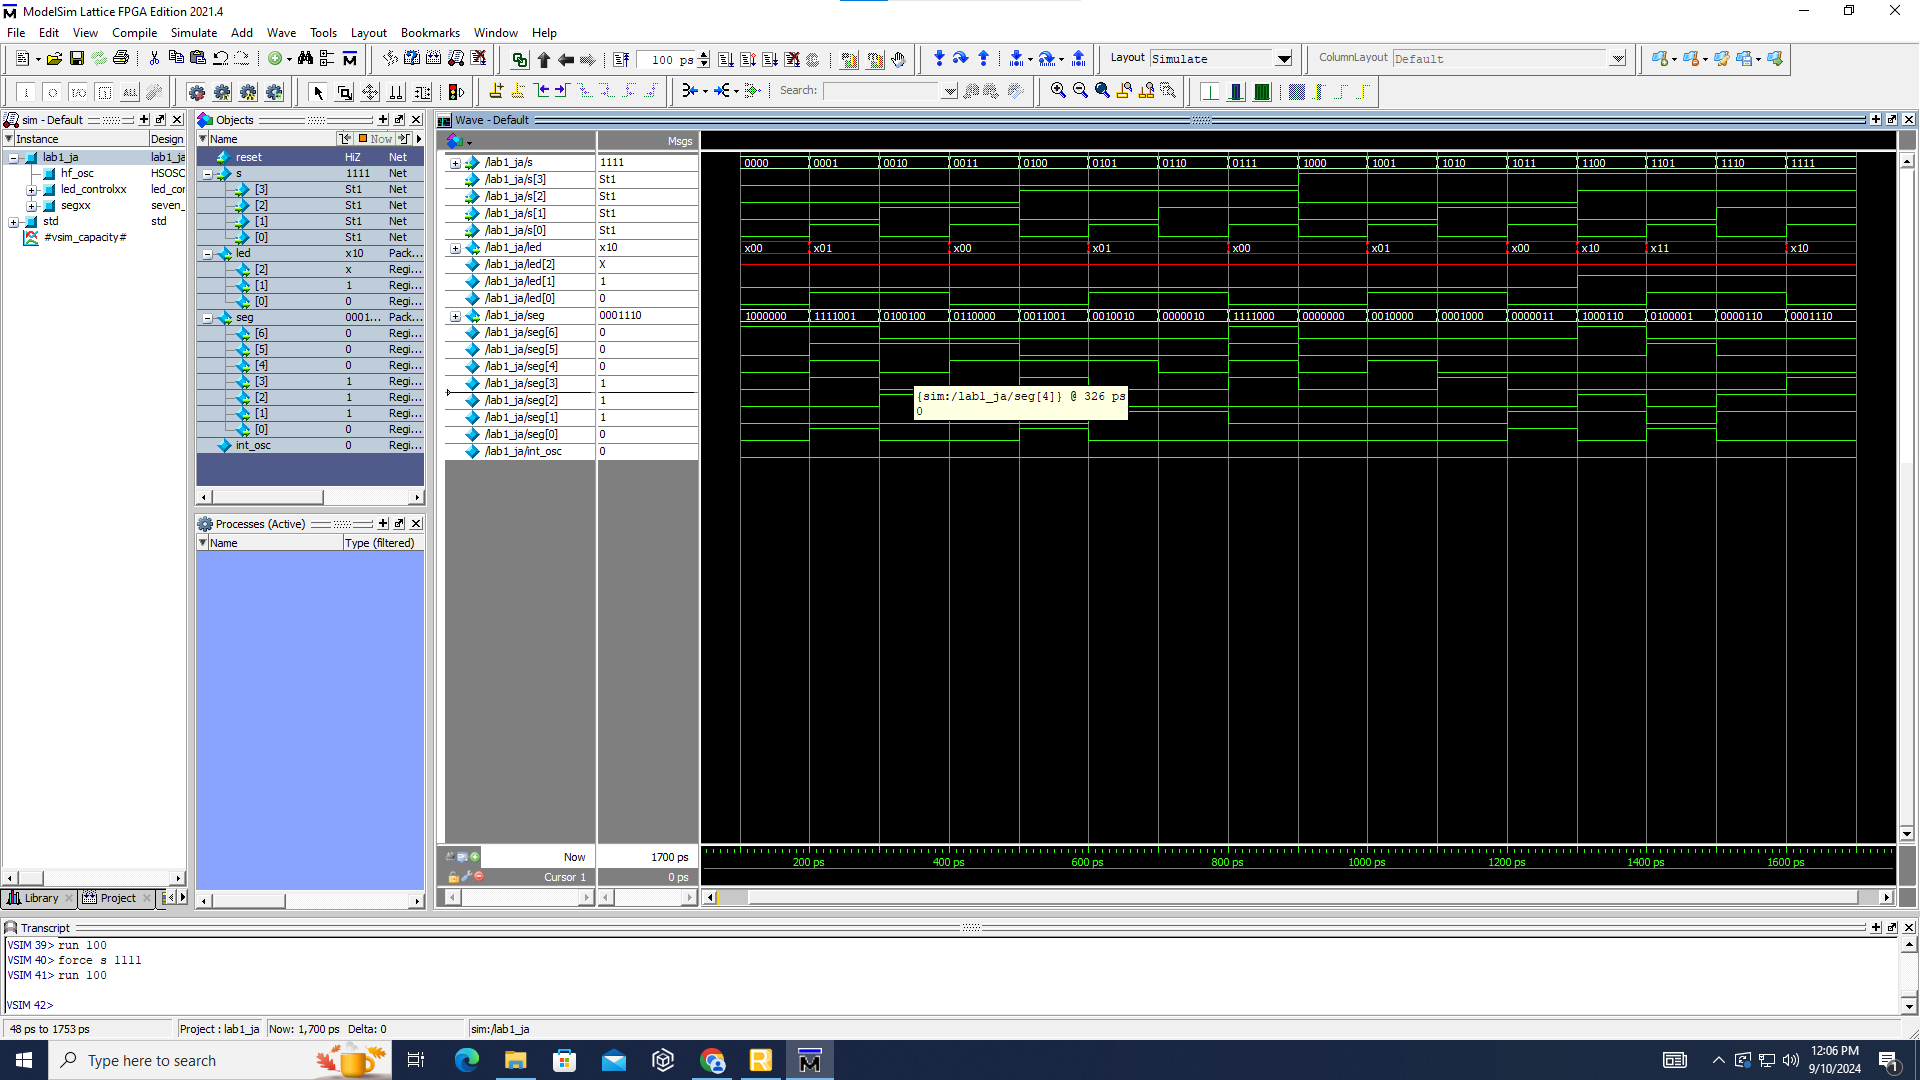 ModelSim Lattice FPGA Edition 2021.4
File Edit View Compile Simulate Add Wave Tools Layout Bookmarks Window Help
100 ps
Layout Simulate
ColumnLayout Default
ALL
Search:
sim - Default
Instance Design
lab1_ja lab1_ja
hf_osc HSOSC
led_controlxx led_cor
segxx seven_
std std
#vsim_capacity#
Library Project
Objects
Name Now
reset HiZ Net
s 1111 Net
[3] St1 Net
[2] St1 Net
[1] St1 Net
[0] St1 Net
led x10 Pack...
[2] x Regi...
[1] 1 Regi...
[0] 0 Regi...
seg 0001... Pack...
[6] 0 Regi...
[5] 0 Regi...
[4] 0 Regi...
[3] 1 Regi...
[2] 1 Regi...
[1] 1 Regi...
[0] 0 Regi...
int_osc 0 Regi...
Processes (Active)
Name Type (filtered)
Wave - Default
Msgs
/lab1_ja/s 1111 0000 0001 0010 0011 0100 0101 0110 0111 1000 1001 1010 1011 1100 1101 1110 1111
/lab1_ja/s[3] St1
/lab1_ja/s[2] St1
/lab1_ja/s[1] St1
/lab1_ja/s[0] St1
/lab1_ja/led x10 x00 x01 x00 x01 x00 x01 x00 x10 x11 x10
/lab1_ja/led[2] X
/lab1_ja/led[1] 1
/lab1_ja/led[0] 0
/lab1_ja/seg 0001110 1000000 1111001 0100100 0110000 0011001 0010010 0000010 1111000 0000000 0010000 0001000 0000011 1000110 0100001 0000110 0001110
/lab1_ja/seg[6] 0
/lab1_ja/seg[5] 0
/lab1_ja/seg[4] 0
/lab1_ja/seg[3] 1
/lab1_ja/seg[2] 1
/lab1_ja/seg[1] 1
/lab1_ja/seg[0] 0
/lab1_ja/int_osc 0
{sim:/lab1_ja/seg[4]} @ 326 ps
0
Now 1700 ps
200 ps 400 ps 600 ps 800 ps 1000 ps 1200 ps 1400 ps 1600 ps
Cursor 1 0 ps
Transcript
VSIM 39> run 100
VSIM 40> force s 1111
VSIM 41> run 100
VSIM 42>
48 ps to 1753 ps Project : lab1_ja Now: 1,700 ps Delta: 0 sim:/lab1_ja
Type here to search
12:06 PM
9/10/2024
1